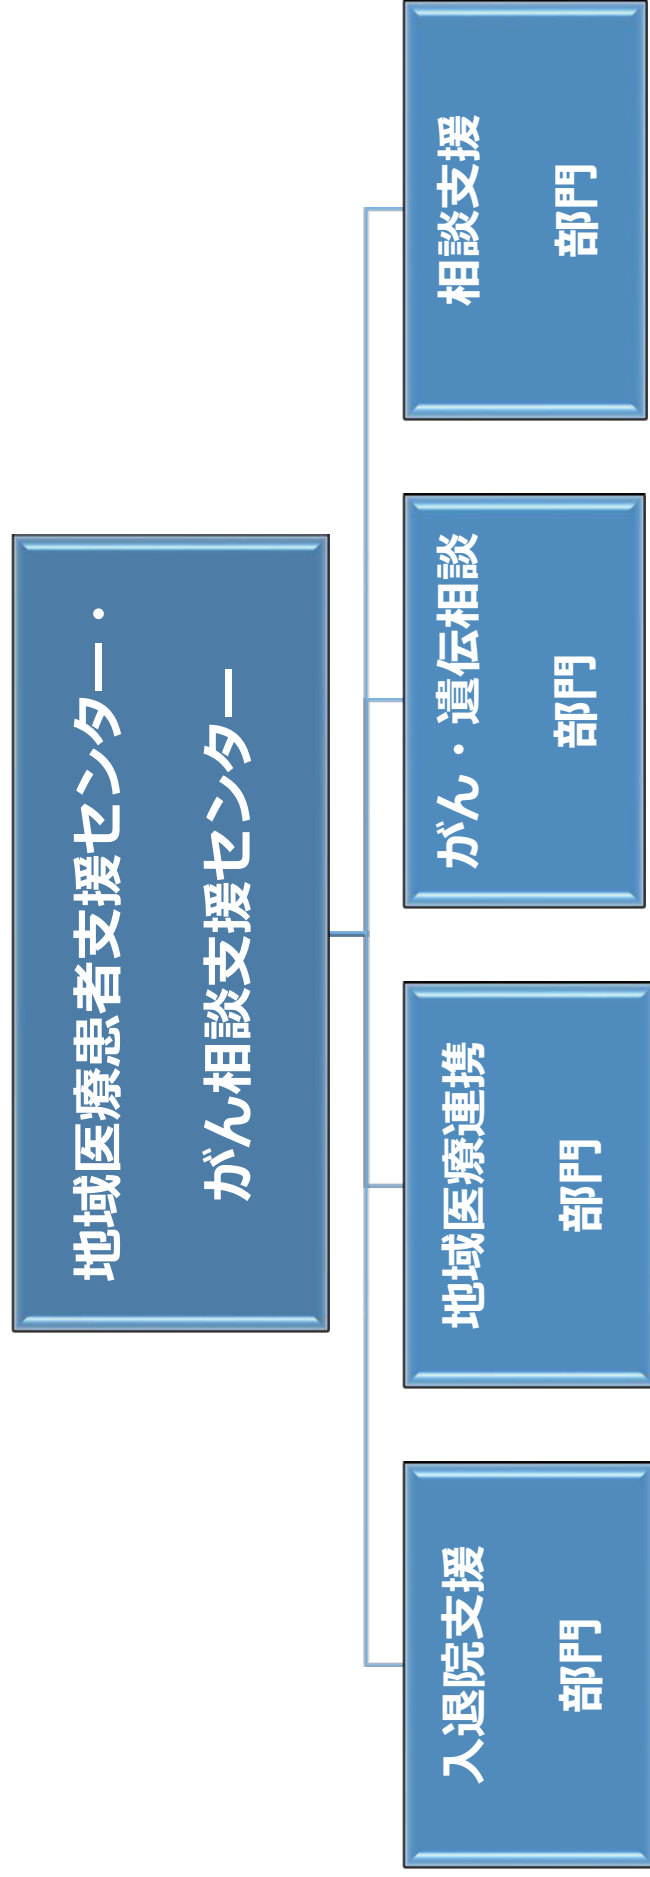 地域医療患者支援センター・
がん相談支援センター
入退院支援
部門
地域医療連携
部門
がん・遺伝相談
部門
相談支援
部門